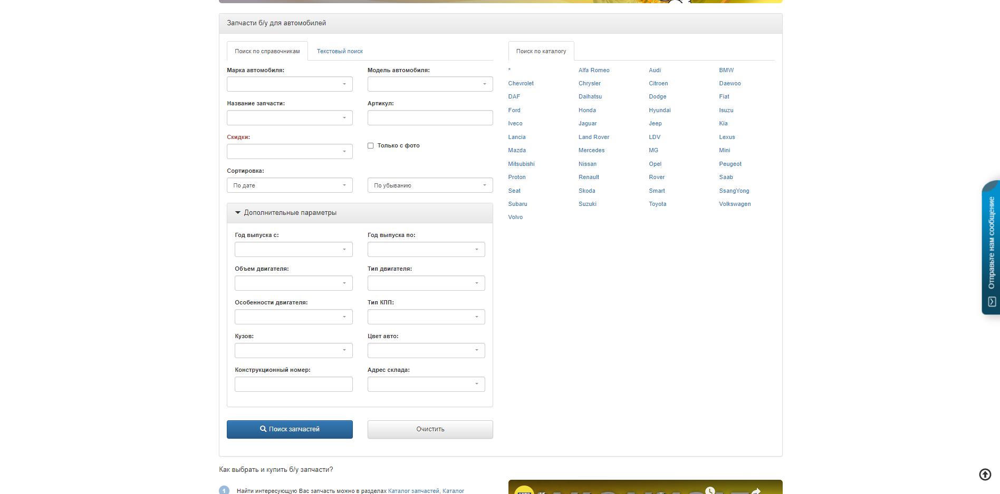 Запчасти б/у для автомобилей
Поиск по справочникам
Текстовый поиск
Марка автомобиля:
Модель автомобиля:
Название запчасти:
Артикул:
Скидки:
Только с фото
Сортировка:
По дате
По убыванию
Дополнительные параметры
Год выпуска с:
Год выпуска по:
Объем двигателя:
Тип двигателя:
Особенности двигателя:
Тип КПП:
Кузов:
Цвет авто:
Конструкционный номер:
Адрес склада:
Поиск запчастей
Очистить
Поиск по каталогу
* Alfa Romeo Audi BMW
Chevrolet Chrysler Citroen Daewoo
DAF Daihatsu Dodge Fiat
Ford Honda Hyundai Isuzu
Iveco Jaguar Jeep Kia
Lancia Land Rover LDV Lexus
Mazda Mercedes MG Mini
Mitsubishi Nissan Opel Peugeot
Proton Renault Rover Saab
Seat Skoda Smart SsangYong
Subaru Suzuki Toyota Volkswagen
Volvo
Отправьте нам сообщение
Как выбрать и купить б/у запчасти?
1 Найти интересующую Вас запчасть можно в разделах Каталог запчастей, Каталог